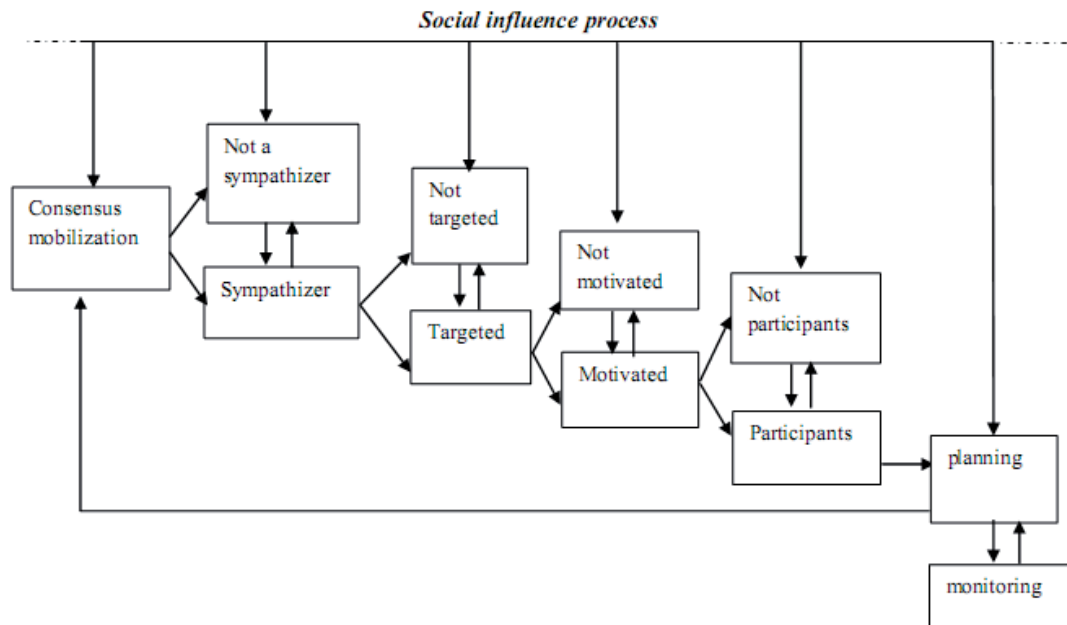 Social influence process
Not a
sympathizer
Not
targeted
Consensus
mobilization
Not
motivated
Sympathizer
Not
participants
Targeted
Motivated
Participants
planning
monitoring